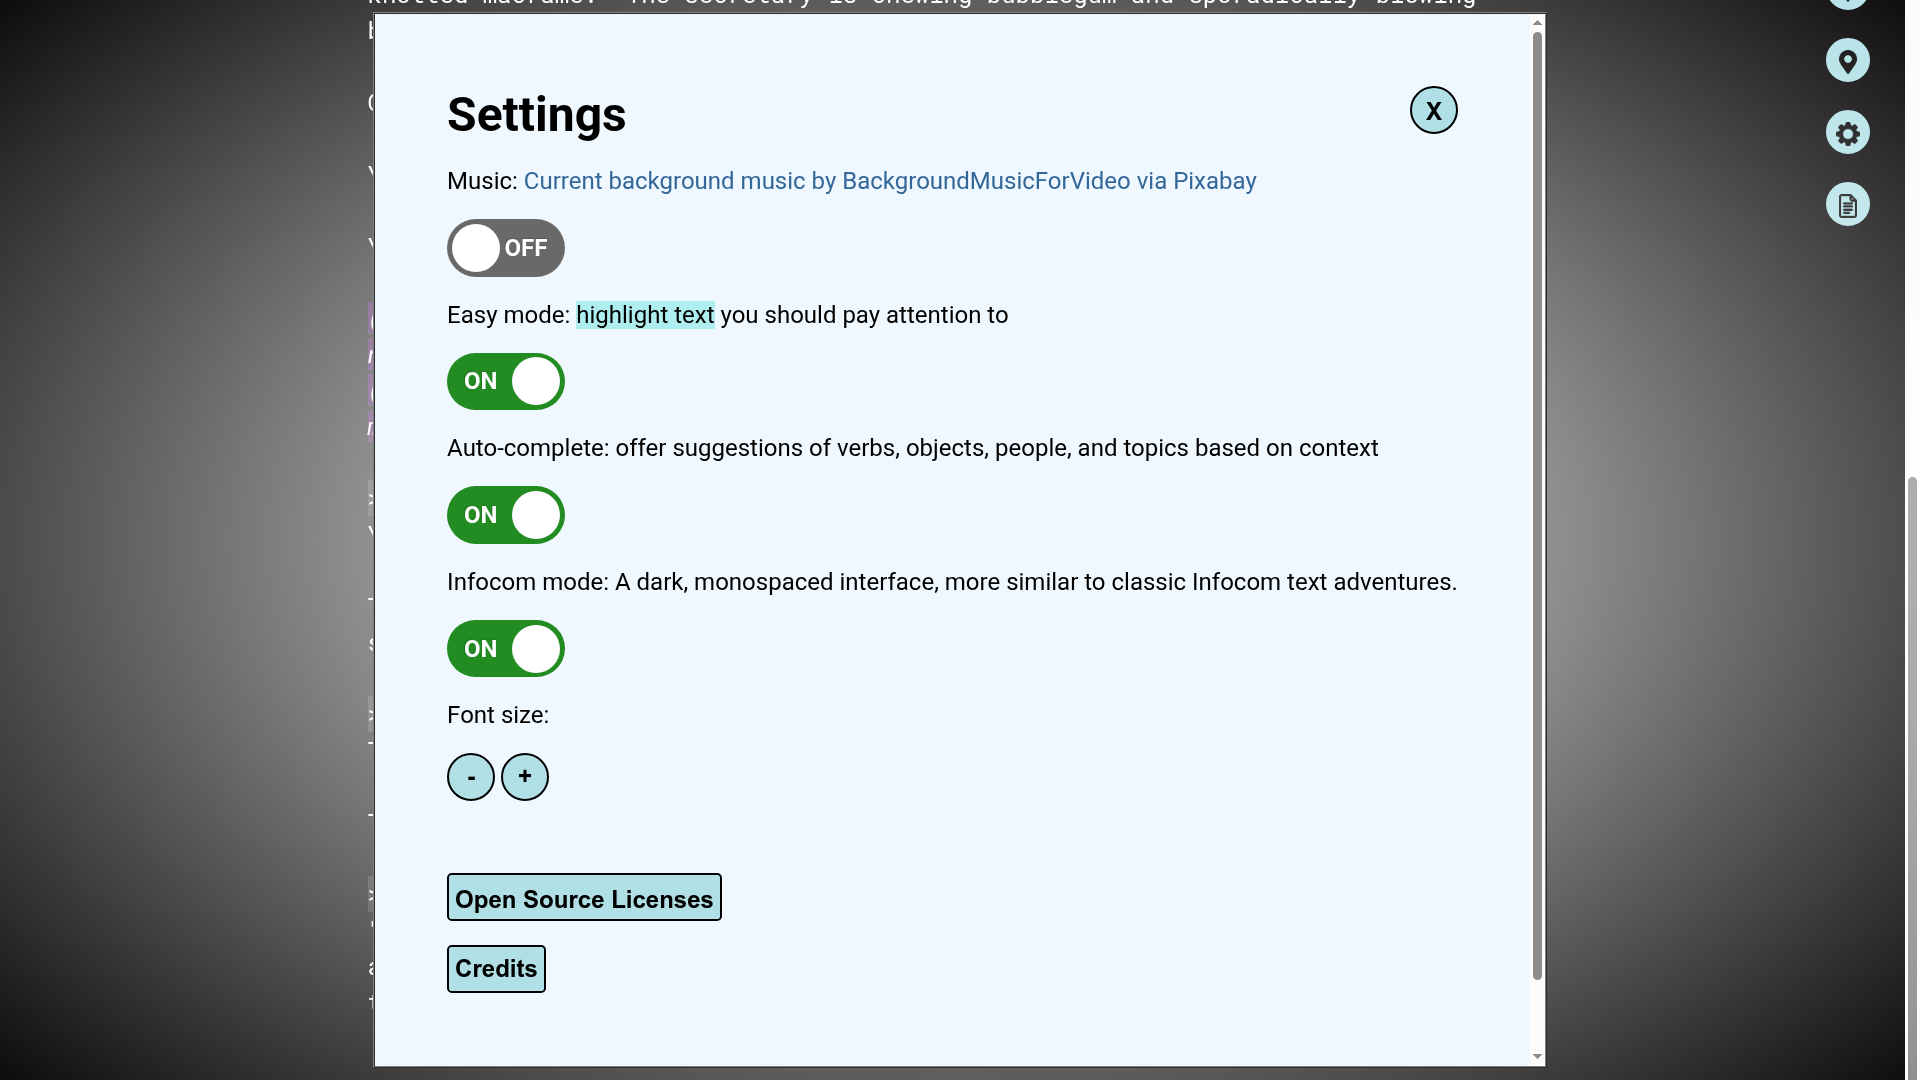 knotted macrame. The secretary is chewing bubblegum and sporadically blowing
Settings
X
Music: Current background music by BackgroundMusicForVideo via Pixabay
OFF
Easy mode: highlight text you should pay attention to
ON
Auto-complete: offer suggestions of verbs, objects, people, and topics based on context
ON
Infocom mode: A dark, monospaced interface, more similar to classic Infocom text adventures.
ON
Font size:
- +
Open Source Licenses
Credits